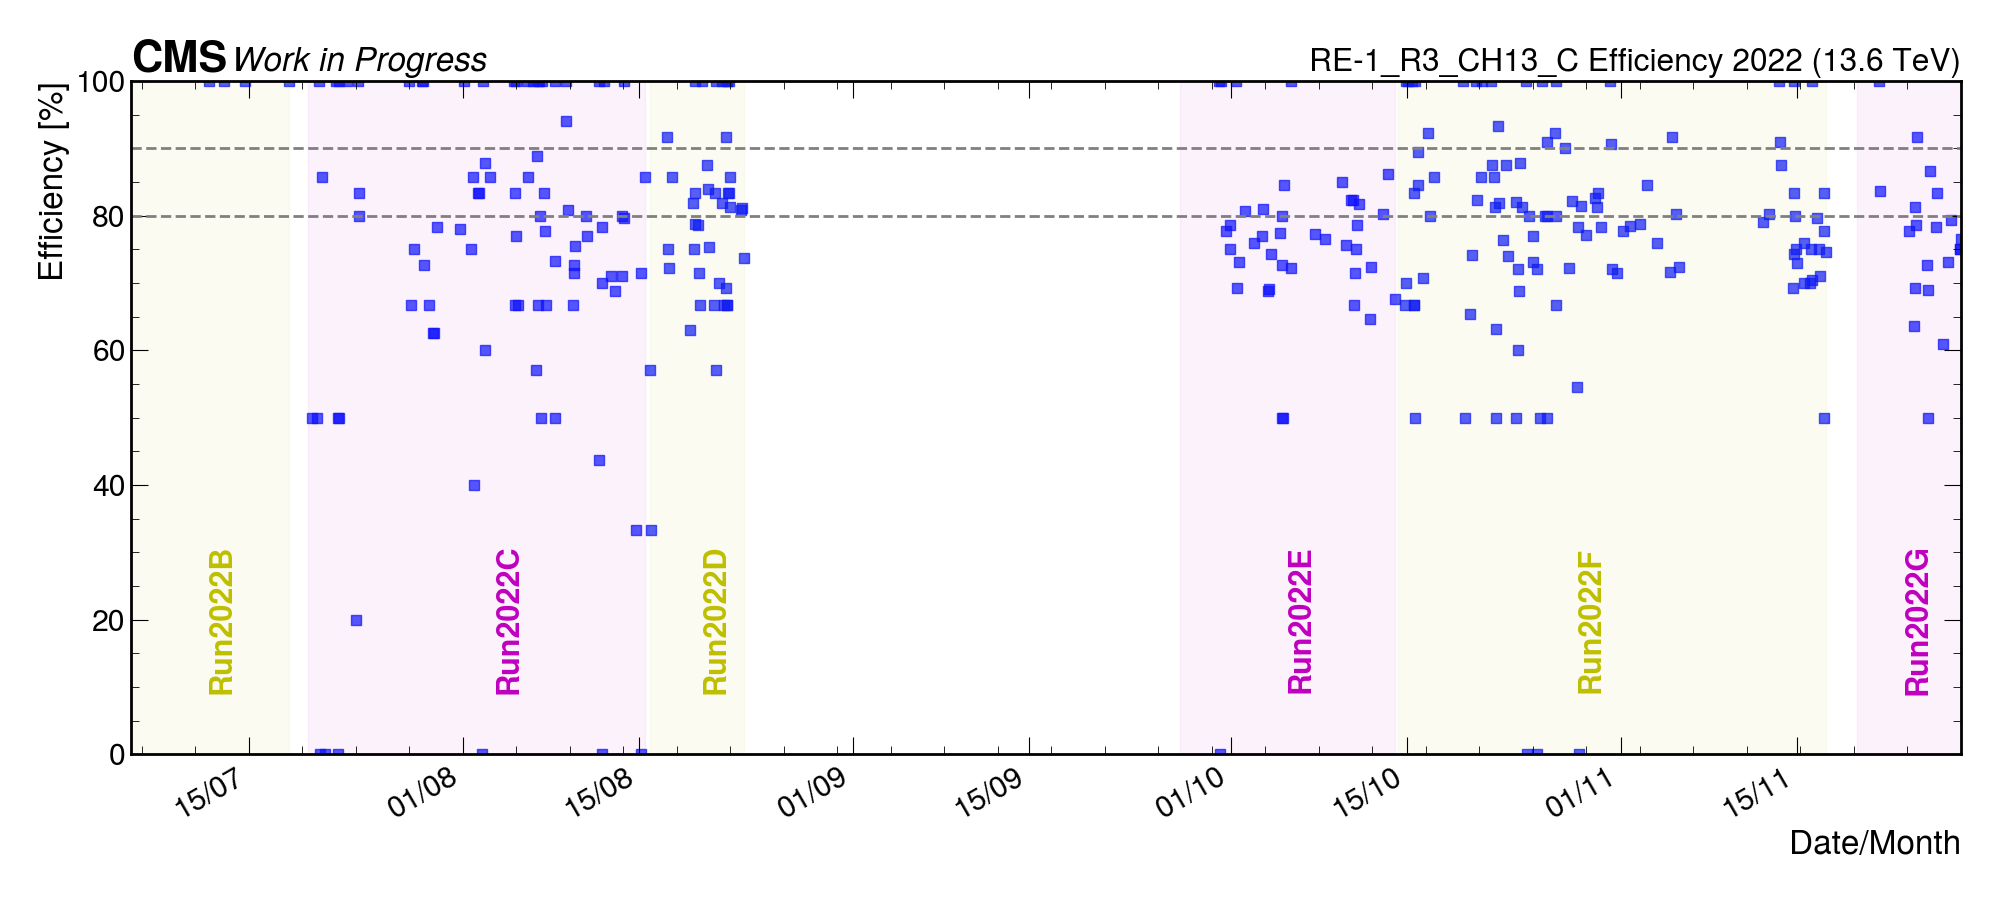 CMS Work in Progress
RE-1_R3_CH13_C Efficiency 2022 (13.6 TeV)
Efficiency [%]
100
80
60
40
20
0
Run2022B
Run2022C
Run2022D
Run2022E
Run2022F
Run2022G
15/07 01/08 15/08 01/09 15/09 01/10 15/10 01/11 15/11
Date/Month